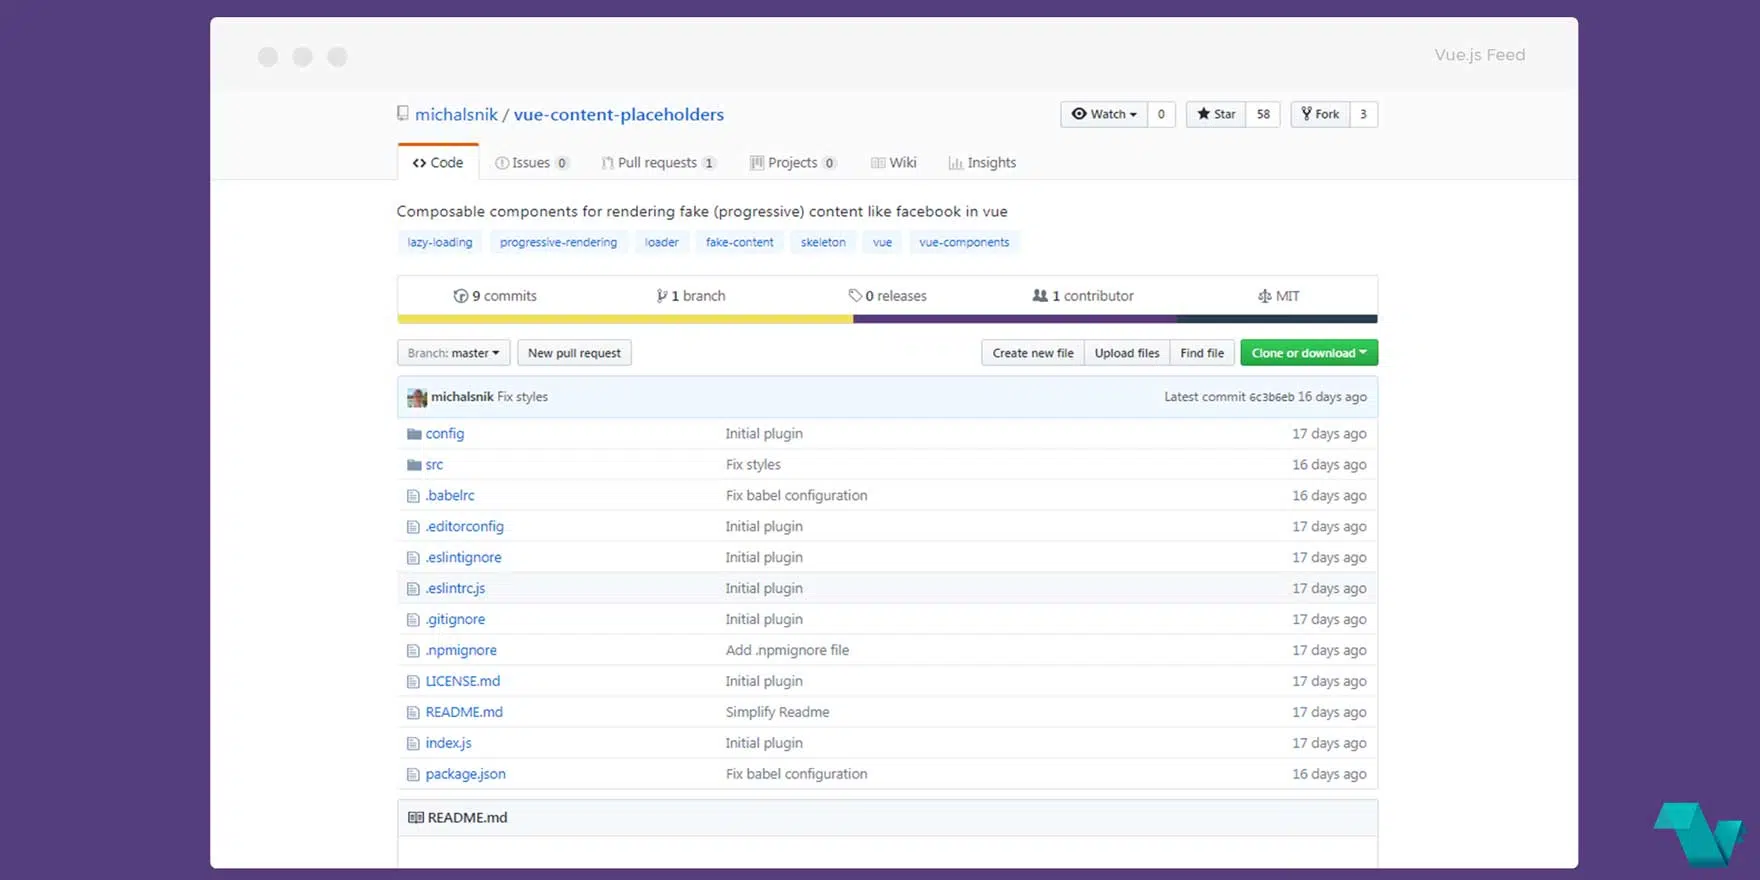 Vue.js Feed
michalsnik / vue-content-placeholders Watch 0 Star 58 Fork 3
Code Issues 0 Pull requests 1 Projects 0 Wiki Insights
Composable components for rendering fake (progressive) content like facebook in vue
lazy-loading progressive-rendering loader fake-content skeleton vue vue-components
9 commits 1 branch 0 releases 1 contributor MIT
Branch: master New pull request Create new file Upload files Find file Clone or download
michalsnik Fix styles Latest commit 6c3b6eb 16 days ago
config Initial plugin 17 days ago
src Fix styles 16 days ago
.babelrc Fix babel configuration 16 days ago
.editorconfig Initial plugin 17 days ago
.eslintignore Initial plugin 17 days ago
.eslintrc.js Initial plugin 17 days ago
.gitignore Initial plugin 17 days ago
.npmignore Add .npmignore file 17 days ago
LICENSE.md Initial plugin 17 days ago
README.md Simplify Readme 17 days ago
index.js Initial plugin 17 days ago
package.json Fix babel configuration 16 days ago
README.md